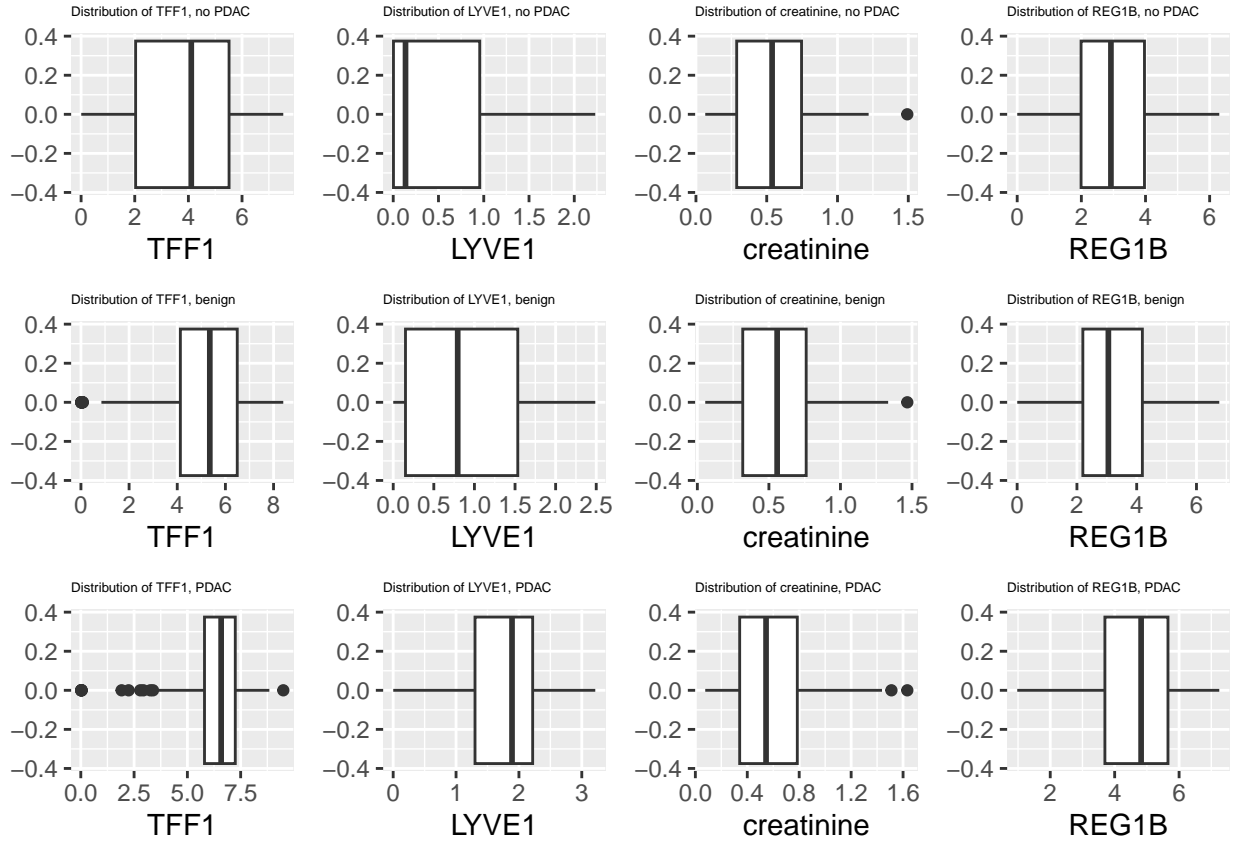 Distribution of TFF1, no PDAC
0.4
0.2
0.0
−0.2
−0.4
0 2 4 6
TFF1
Distribution of LYVE1, no PDAC
0.4
0.2
0.0
−0.2
−0.4
0.0 0.5 1.0 1.5 2.0
LYVE1
Distribution of creatinine, no PDAC
0.4
0.2
0.0
−0.2
−0.4
0.0 0.5 1.0 1.5
creatinine
Distribution of REG1B, no PDAC
0.4
0.2
0.0
−0.2
−0.4
0 2 4 6
REG1B
Distribution of TFF1, benign
0.4
0.2
0.0
−0.2
−0.4
0 2 4 6 8
TFF1
Distribution of LYVE1, benign
0.4
0.2
0.0
−0.2
−0.4
0.0 0.5 1.0 1.5 2.0 2.5
LYVE1
Distribution of creatinine, benign
0.4
0.2
0.0
−0.2
−0.4
0.0 0.5 1.0 1.5
creatinine
Distribution of REG1B, benign
0.4
0.2
0.0
−0.2
−0.4
0 2 4 6
REG1B
Distribution of TFF1, PDAC
0.4
0.2
0.0
−0.2
−0.4
0.0 2.5 5.0 7.5
TFF1
Distribution of LYVE1, PDAC
0.4
0.2
0.0
−0.2
−0.4
0 1 2 3
LYVE1
Distribution of creatinine, PDAC
0.4
0.2
0.0
−0.2
−0.4
0.0 0.4 0.8 1.2 1.6
creatinine
Distribution of REG1B, PDAC
0.4
0.2
0.0
−0.2
−0.4
2 4 6
REG1B